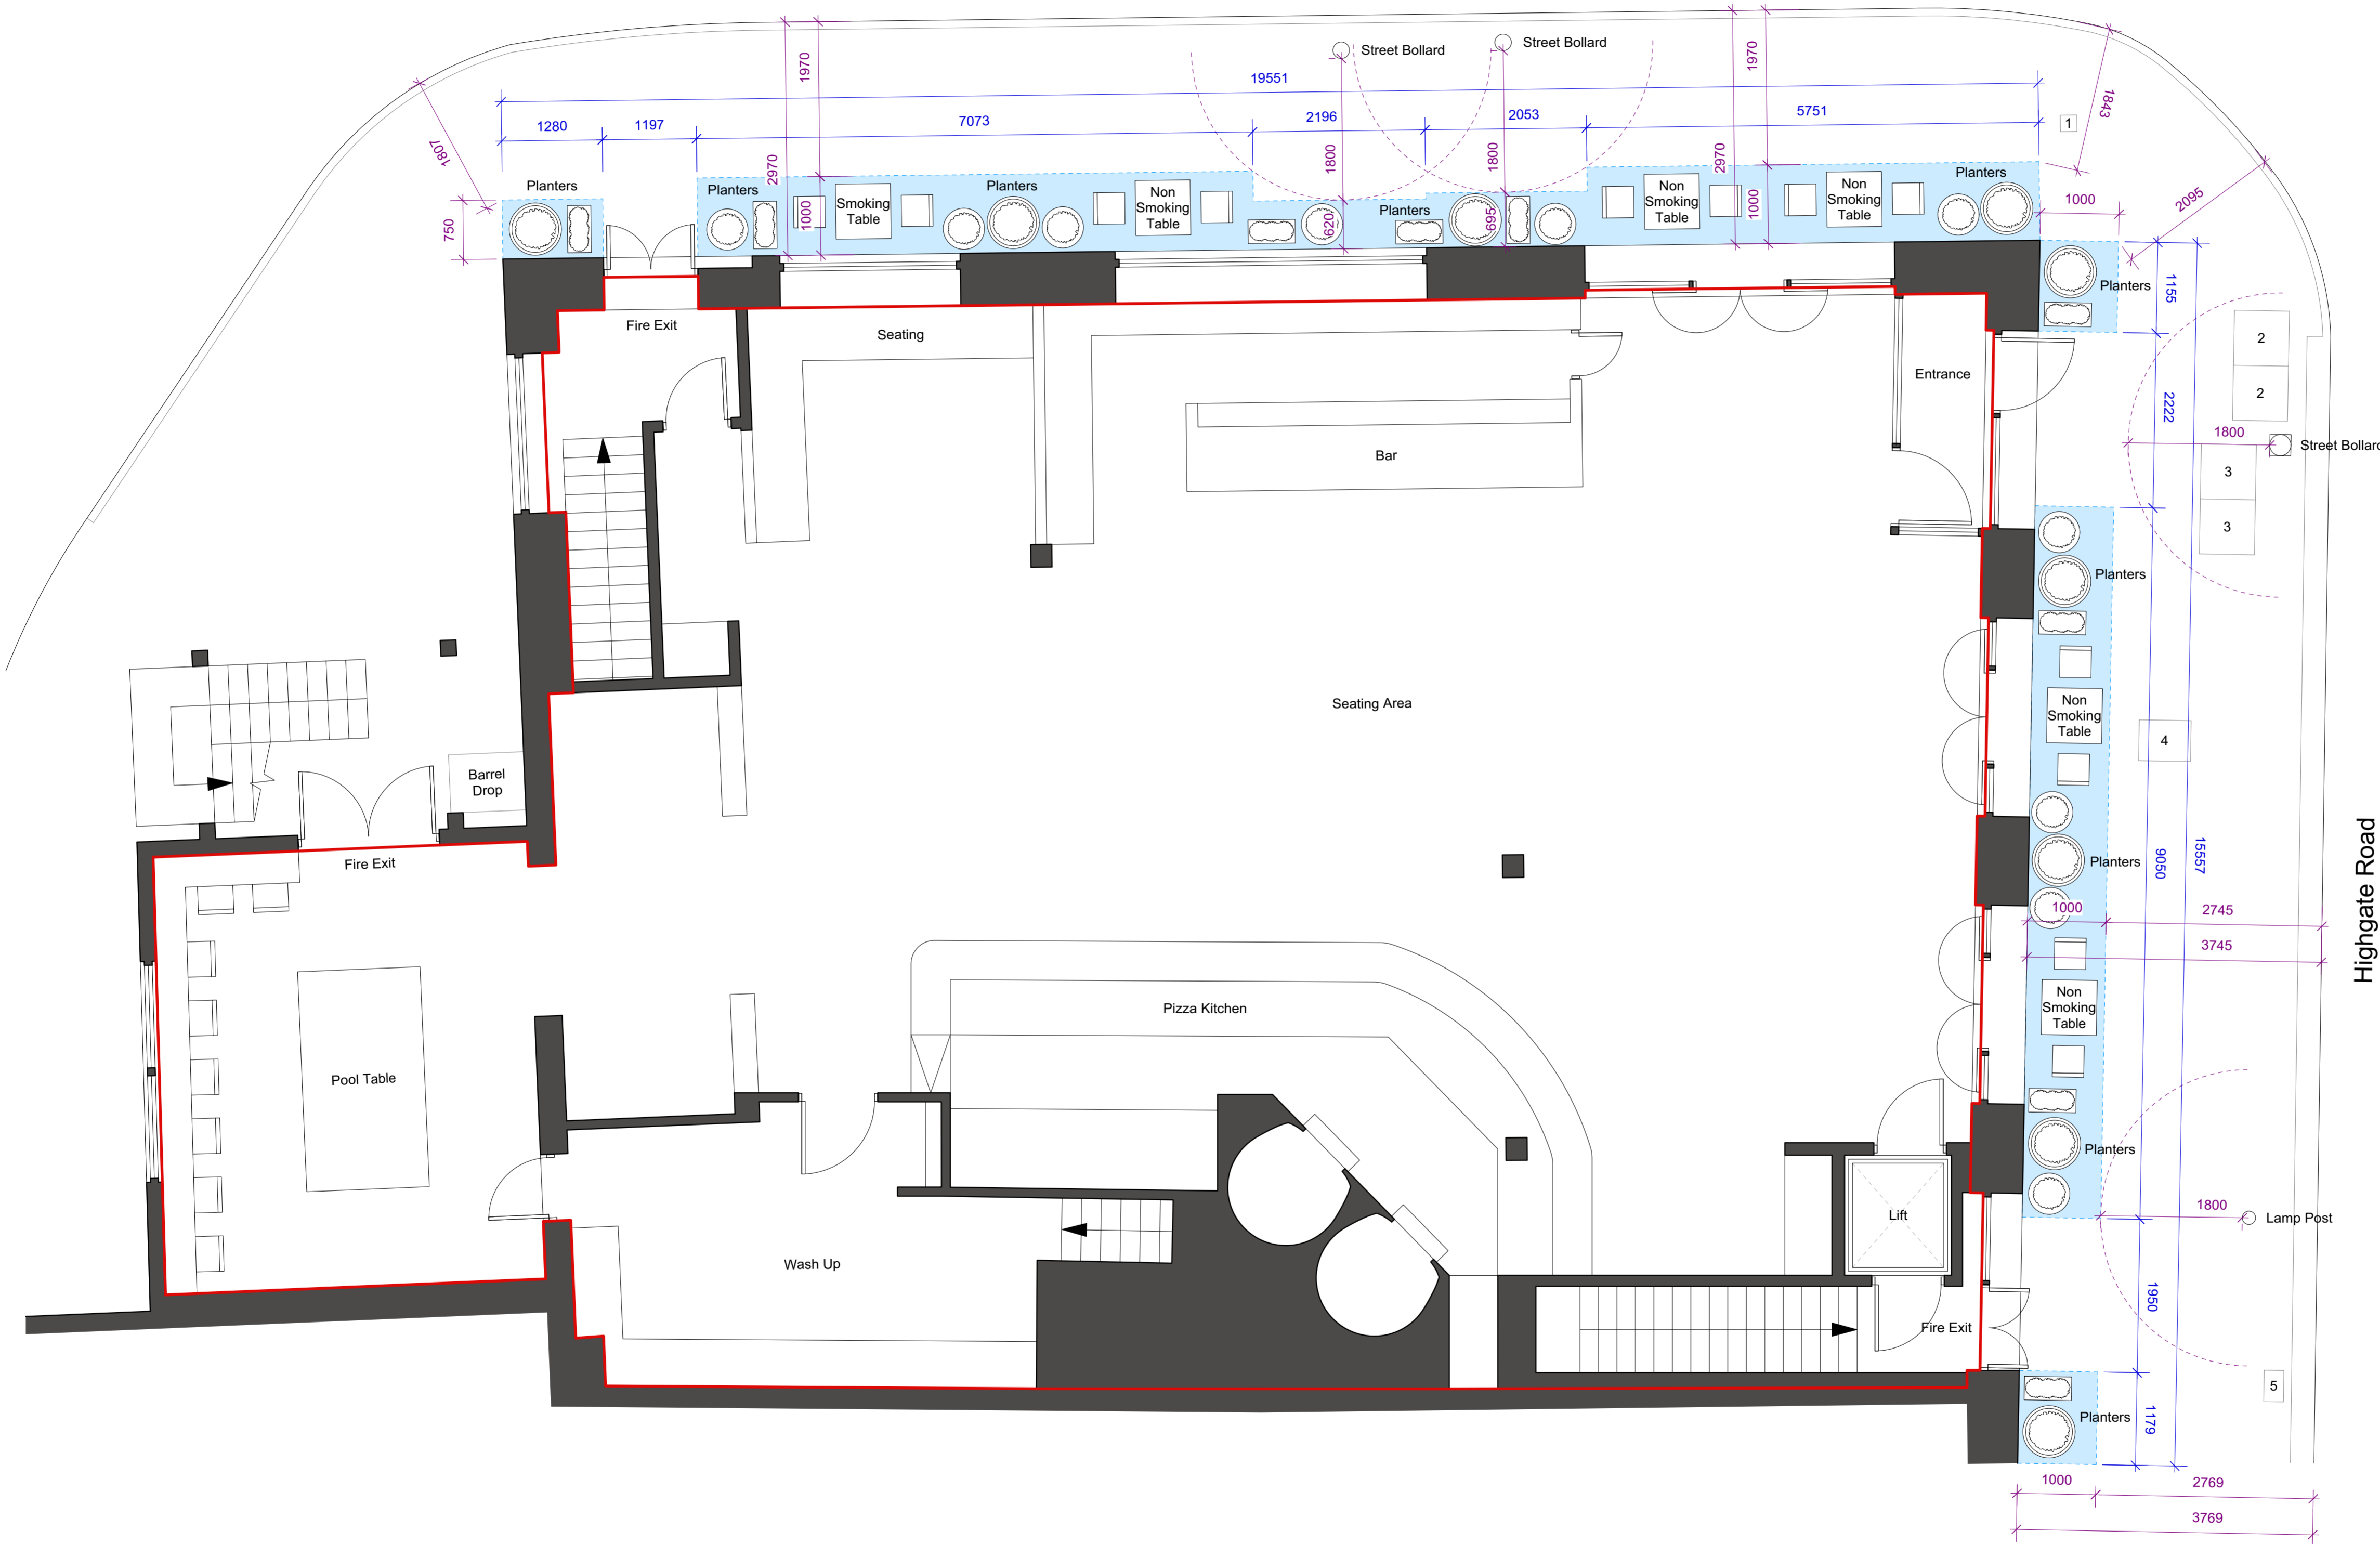 Street Bollard
Street Bollard
1970
1970
19551
1280
1197
7073
2196
2053
5751
1807
2970
1800
1800
2970
1843
1
Planters
Planters
Smoking
Table
Planters
Non
Smoking
Table
Planters
Non
Smoking
Table
Non
Smoking
Table
Planters
750
1000
620
695
1000
1000
2095
Planters
1155
Fire Exit
Seating
Entrance
2
2
2222
1800
Street Bollard
Bar
3
3
Planters
Seating Area
Non
Smoking
Table
4
Barrel
Drop
Fire Exit
Planters
9050
15557
Highgate Road
1000
2745
3745
Pizza Kitchen
Non
Smoking
Table
Pool Table
Planters
Lift
1800
Lamp Post
Wash Up
1950
Fire Exit
5
Planters
1179
1000
2769
3769